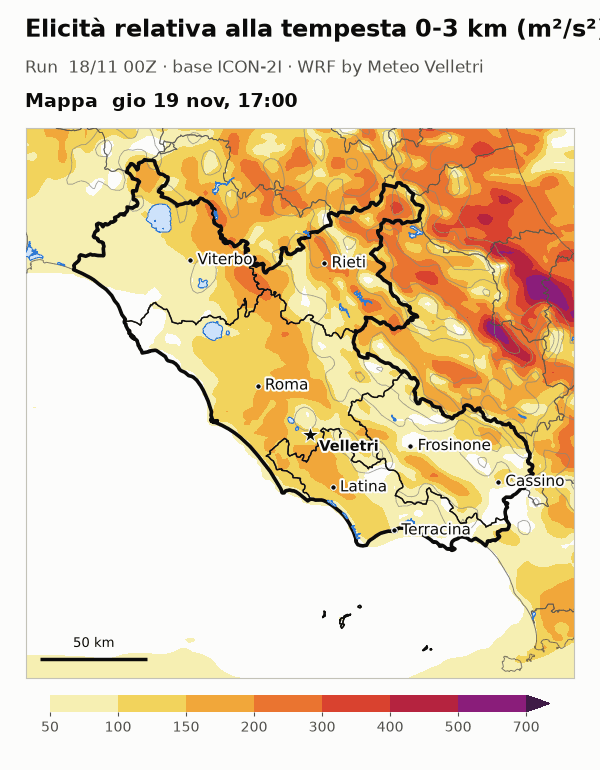 Elicità relativa alla tempesta 0-3 km (m²/s²)
Run 18/11 00Z · base ICON-2I · WRF by Meteo Velletri
Mappa gio 19 nov, 17:00
Viterbo
Rieti
Roma
Velletri
Frosinone
Latina
Cassino
Terracina
50 km
50 100 150 200 300 400 500 700